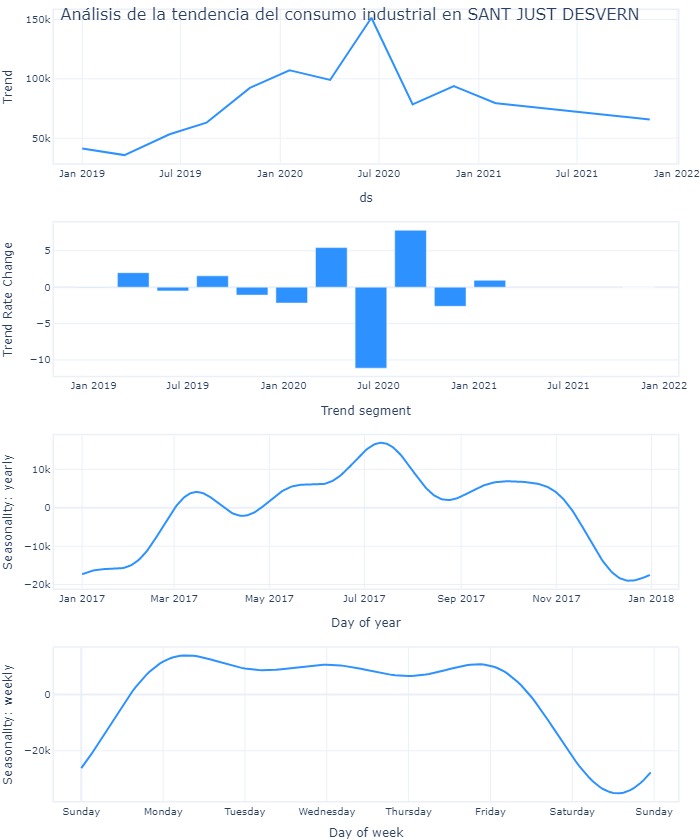 Análisis de la tendencia del consumo industrial en SANT JUST DESVERN
150k
100k
50k
Trend
Jan 2019 Jul 2019 Jan 2020 Jul 2020 Jan 2021 Jul 2021 Jan 2022
ds
5
0
−5
−10
Trend Rate Change
Jan 2019 Jul 2019 Jan 2020 Jul 2020 Jan 2021 Jul 2021 Jan 2022
Trend segment
10k
0
−10k
−20k
Seasonality: yearly
Jan 2017 Mar 2017 May 2017 Jul 2017 Sep 2017 Nov 2017 Jan 2018
Day of year
0
−20k
Seasonality: weekly
Sunday Monday Tuesday Wednesday Thursday Friday Saturday Sunday
Day of week